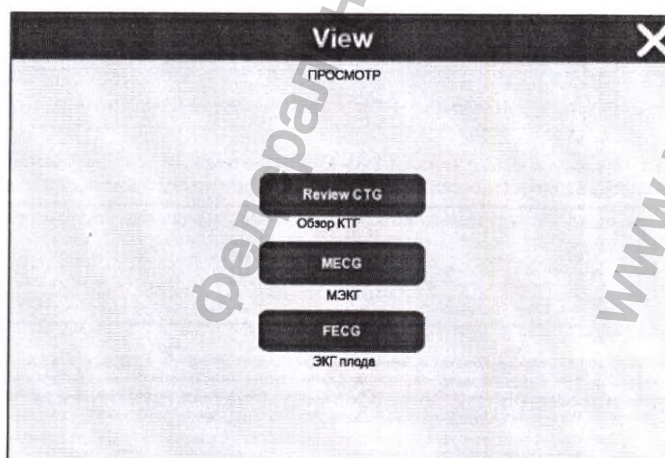 View
ПРОСМОТР
Review CTG
Обзор КТГ
MECG
МЭКГ
FECG
ЭКГ плода